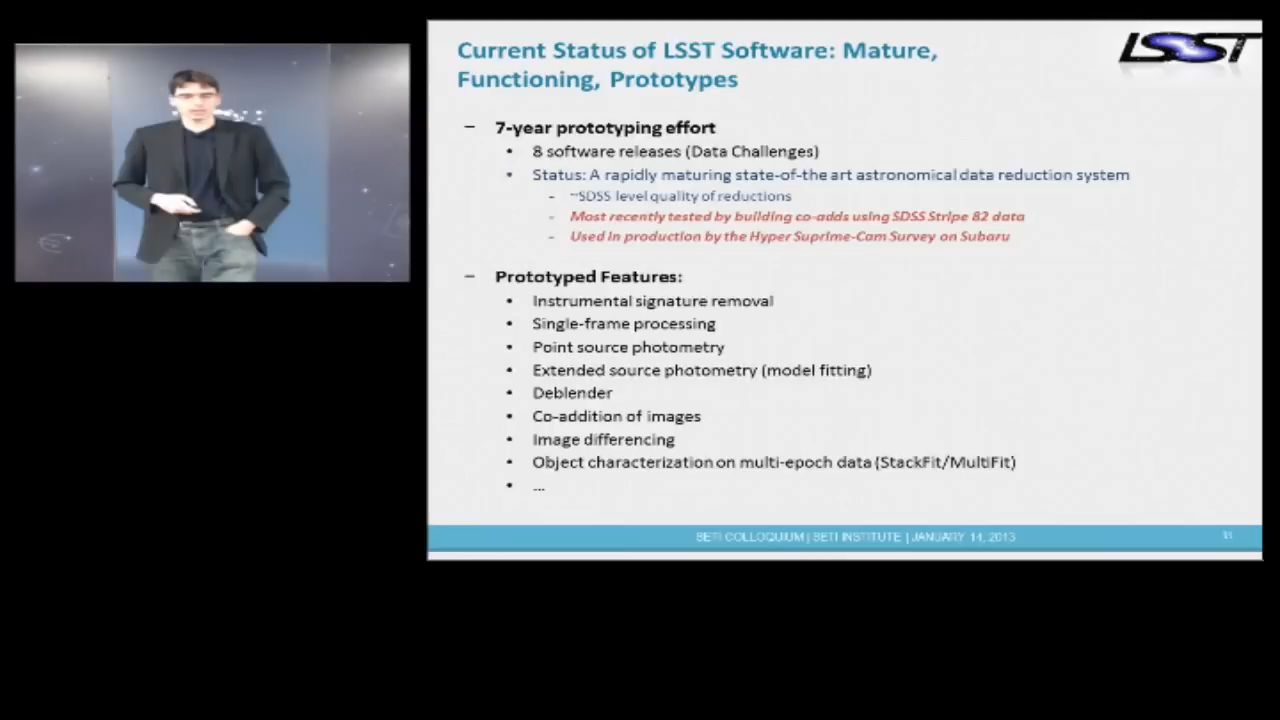 LSST
Current Status of LSST Software: Mature,
Functioning, Prototypes
– 7-year prototyping effort
• 8 software releases (Data Challenges)
• Status: A rapidly maturing state-of-the art astronomical data reduction system
- ~SDSS level quality of reductions
- Most recently tested by building co-adds using SDSS Stripe 82 data
- Used in production by the Hyper Suprime-Cam Survey on Subaru
– Prototyped Features:
• Instrumental signature removal
• Single-frame processing
• Point source photometry
• Extended source photometry (model fitting)
• Deblender
• Co-addition of images
• Image differencing
• Object characterization on multi-epoch data (StackFit/MultiFit)
• ...
SETI COLLOQUIUM | SETI INSTITUTE | JANUARY 14, 2013